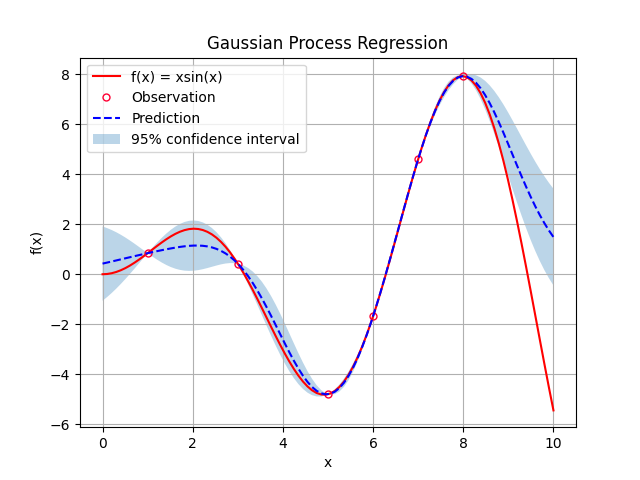 Gaussian Process Regression
f(x) = xsin(x)
Observation
Prediction
95% confidence interval
8
6
4
2
0
−2
−4
−6
f(x)
0
2
4
6
8
10
x